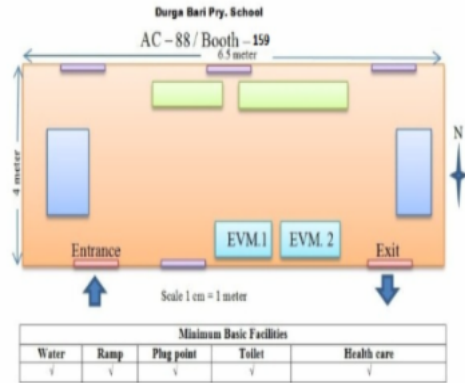 Durga Bari Pry. School
AC – 88 / Booth – 159
6.5 meter
4 meter
N
EVM.1 EVM. 2
Entrance Exit
Scale 1 cm = 1 meter
Minimum Basic Facilities
Water Ramp Plug point Toilet Health care
√ √ √ √ √